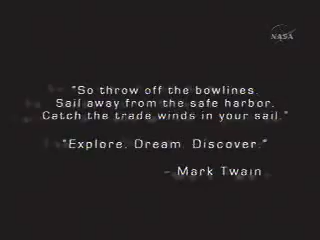 NASA
"So throw off the bowlines.
Sail away from the safe harbor.
Catch the trade winds in your sail."
"Explore. Dream. Discover."
- Mark Twain